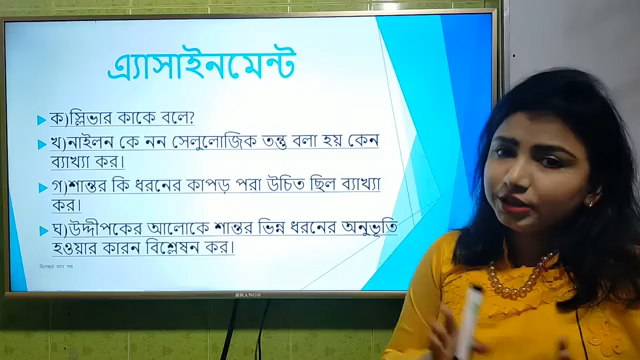 এ্যাসাইনমেন্ট
ক)স্লিভার কাকে বলে?
খ)নাইলন কে নন সেলুলোজিক তন্তু বলা হয় কেন
ব্যাখ্যা কর।
গ)শান্তর কি ধরনের কাপড় পরা উচিত ছিল ব্যাখ্যা
কর।
ঘ)উদ্দীপকের আলোকে শান্তর ভিন্ন ধরনের অনুভূতি
হওয়ার কারন বিশ্লেষন কর।
BRANGO